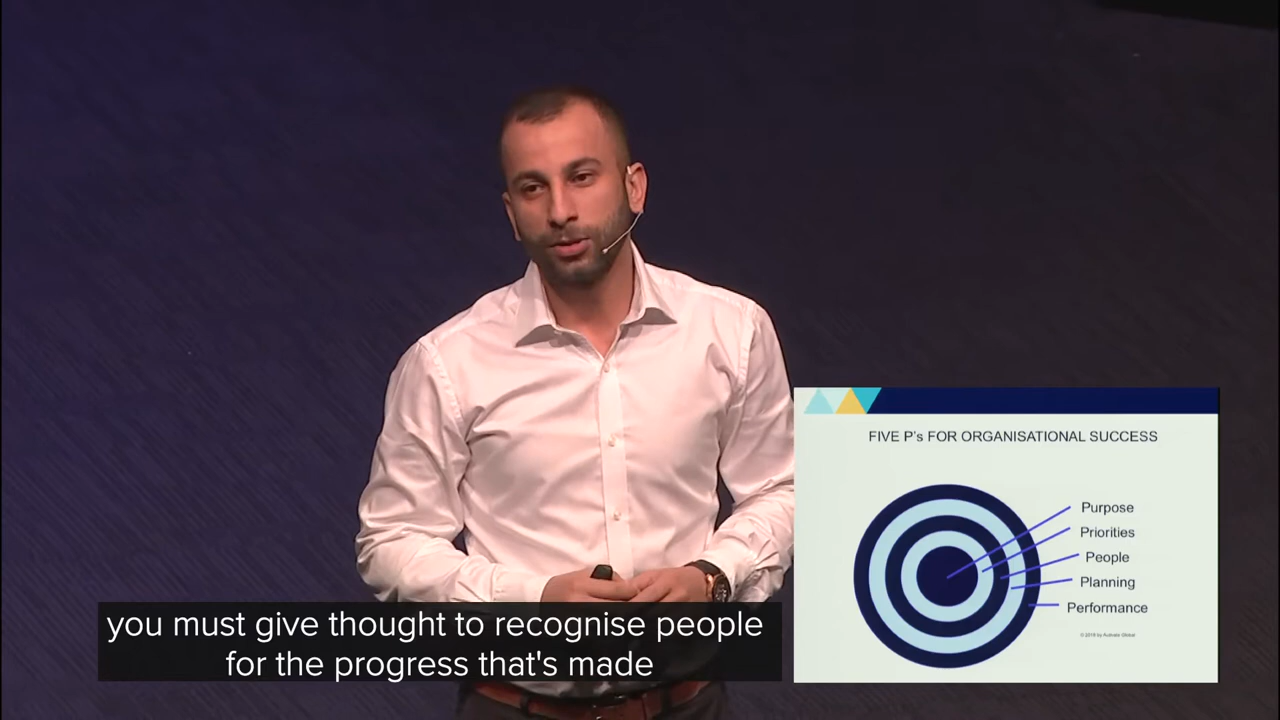 FIVE P's FOR ORGANISATIONAL SUCCESS
Purpose
Priorities
People
Planning
Performance
you must give thought to recognise people
for the progress that's made